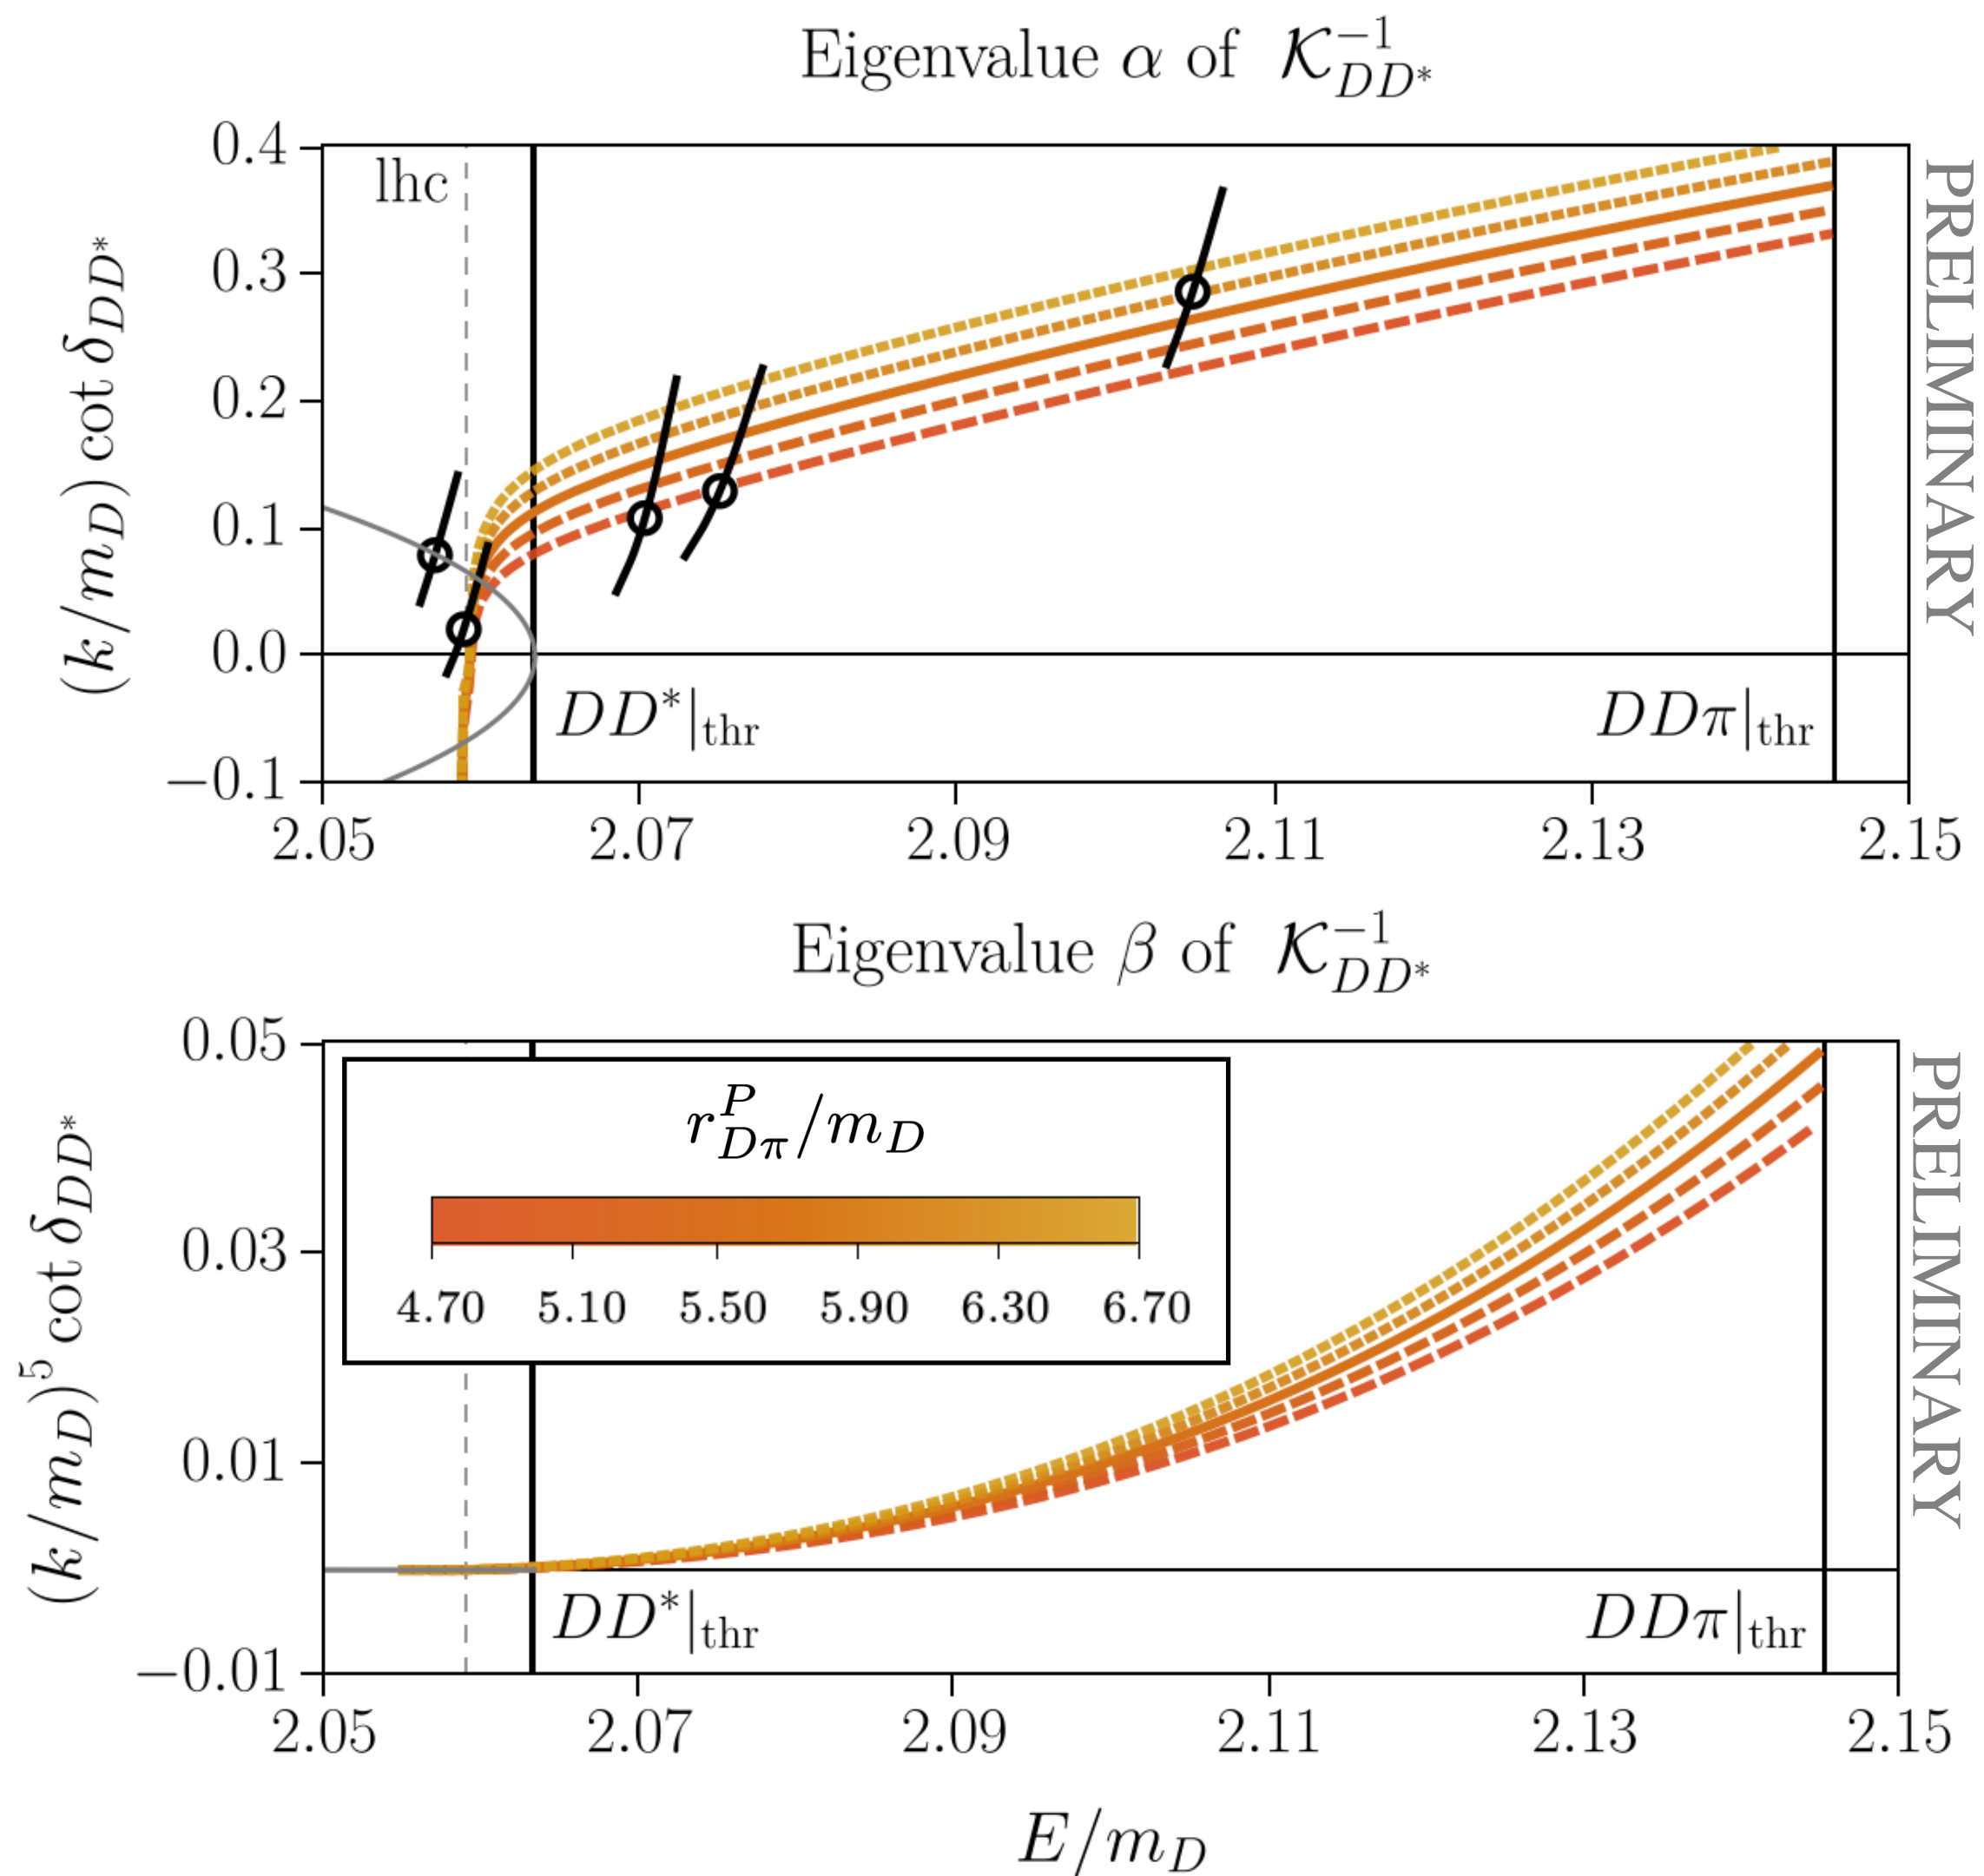 Eigenvalue α of 𝒦⁻¹_{DD*}
(k/m_D) cot δ_{DD*}
0.4
0.3
0.2
0.1
0.0
−0.1
lhc
DD*|thr
DDπ|thr
2.05 2.07 2.09 2.11 2.13 2.15
PRELIMINARY
Eigenvalue β of 𝒦⁻¹_{DD*}
(k/m_D)⁵ cot δ_{DD*}
0.05
0.03
0.01
−0.01
r^P_{Dπ}/m_D
4.70 5.10 5.50 5.90 6.30 6.70
DD*|thr
DDπ|thr
2.05 2.07 2.09 2.11 2.13 2.15
PRELIMINARY
E/m_D